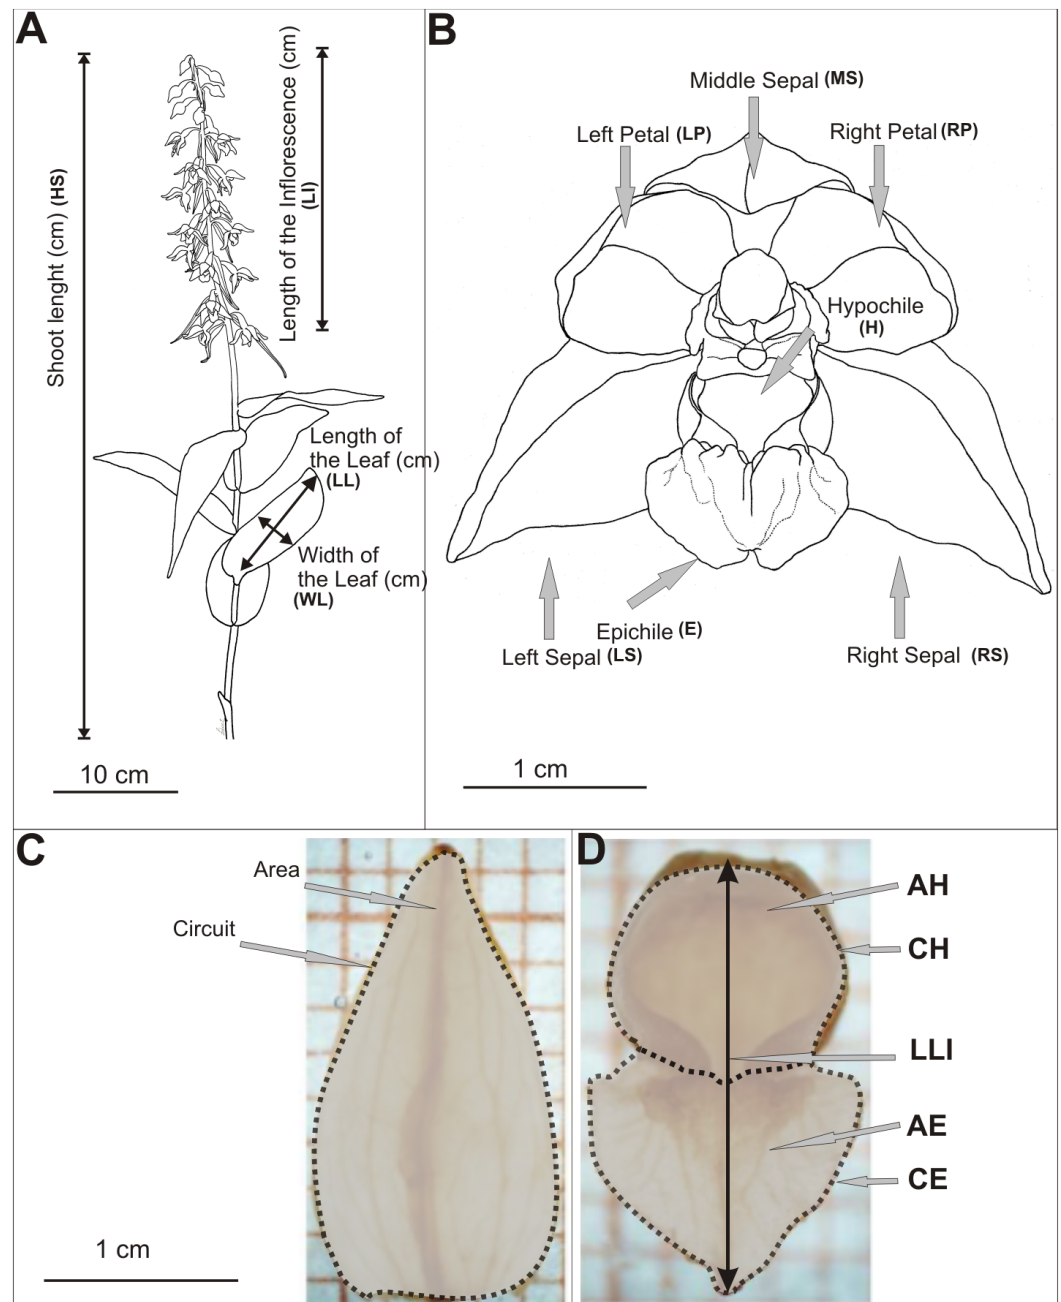 A
Shoot lenght (cm) (HS)
Length of the Inflorescence (cm)
(LI)
Length of
the Leaf (cm)
(LL)
Width of
the Leaf (cm)
(WL)
10 cm
B
Middle Sepal (MS)
Left Petal (LP)
Right Petal (RP)
Hypochile
(H)
Epichile (E)
Left Sepal (LS)
Right Sepal (RS)
1 cm
C
Area
Circuit
1 cm
D
AH
CH
LLI
AE
CE